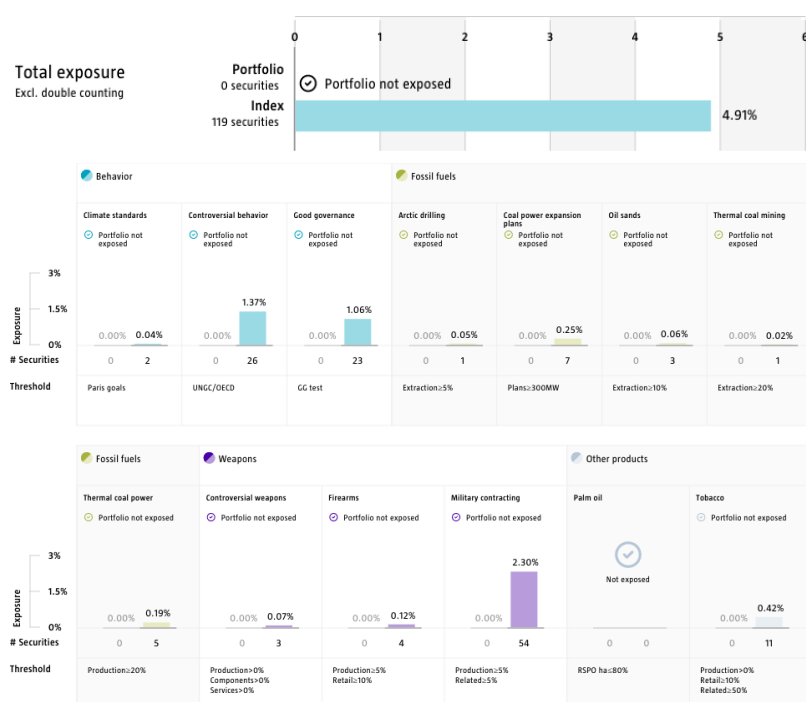 0 1 2 3 4 5 6
Total exposure
Excl. double counting
Portfolio
0 securities
Portfolio not exposed
Index
119 securities
4.91%
Behavior
Fossil fuels
Climate standards
Portfolio not exposed
Controversial behavior
Portfolio not exposed
Good governance
Portfolio not exposed
Arctic drilling
Portfolio not exposed
Coal power expansion
plans
Portfolio not exposed
Oil sands
Portfolio not exposed
Thermal coal mining
Portfolio not exposed
Exposure
3%
1.5%
0%
0.00% 0.04% 0.00% 1.37% 0.00% 1.06% 0.00% 0.05% 0.00% 0.25% 0.00% 0.06% 0.00% 0.02%
# Securities 0 2 0 26 0 23 0 1 0 7 0 3 0 1
Threshold Paris goals UNGC/OECD GG test Extraction≥5% Plans≥300MW Extraction≥10% Extraction≥20%
Fossil fuels
Weapons
Other products
Thermal coal power
Portfolio not exposed
Controversial weapons
Portfolio not exposed
Firearms
Portfolio not exposed
Military contracting
Portfolio not exposed
Palm oil
Not exposed
Tobacco
Portfolio not exposed
Exposure
3%
1.5%
0%
0.00% 0.19% 0.00% 0.07% 0.00% 0.12% 0.00% 2.30% 0.00% 0.42%
# Securities 0 5 0 3 0 4 0 54 0 0 0 11
Threshold
Production≥20%
Production>0%
Components>0%
Services>0%
Production≥5%
Retail≥10%
Production≥5%
Related≥5%
RSPO ha≤80%
Production>0%
Retail≥10%
Related≥50%